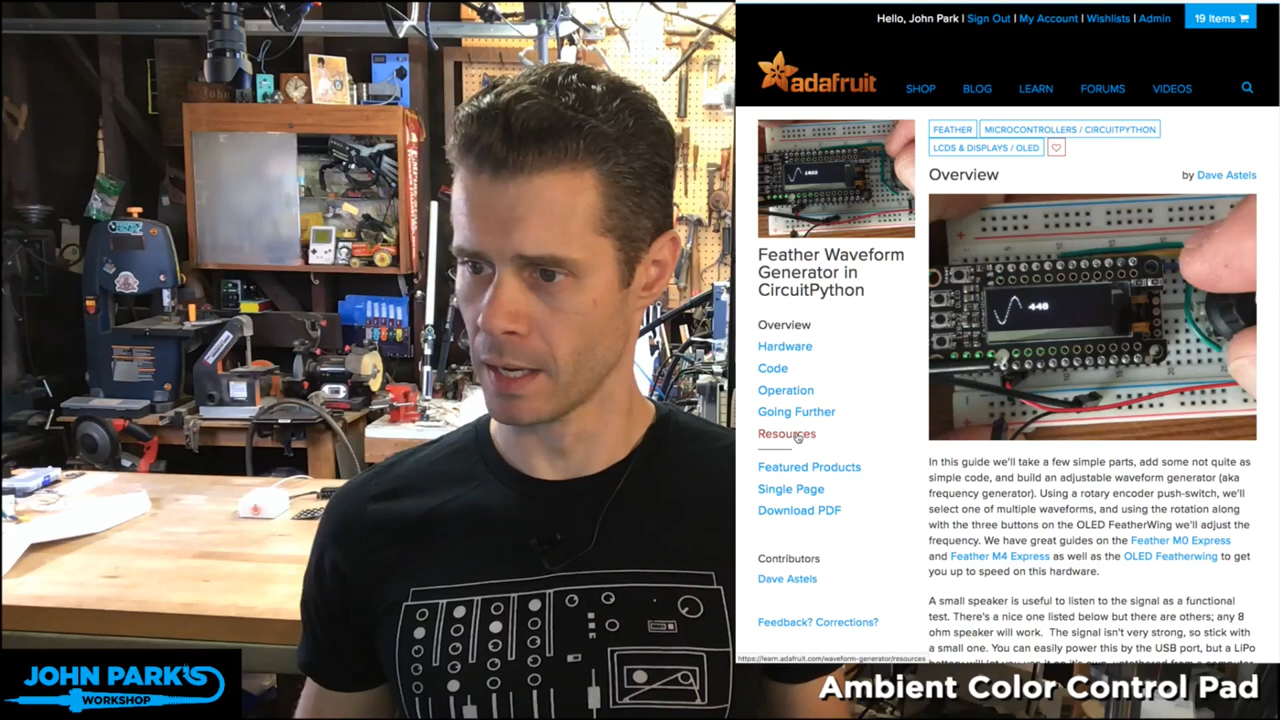 Hello, John Park | Sign Out | My Account | Wishlists | Admin
19 Items
adafruit
SHOP
BLOG
LEARN
FORUMS
VIDEOS
FEATHER
MICROCONTROLLERS / CIRCUITPYTHON
LCDS & DISPLAYS / OLED
Overview
by Dave Astels
440
Feather Waveform
Generator in
CircuitPython
Overview
Hardware
Code
Operation
Going Further
Resources
Featured Products
Single Page
Download PDF
Contributors
Dave Astels
Feedback? Corrections?
https://learn.adafruit.com/waveform-generator/resources
In this guide we'll take a few simple parts, add some not quite as
simple code, and build an adjustable waveform generator (aka
frequency generator). Using a rotary encoder push-switch, we'll
select one of multiple waveforms, and using the rotation along
with the three buttons on the OLED FeatherWing we'll adjust the
frequency. We have great guides on the Feather M0 Express
and Feather M4 Express as well as the OLED Featherwing to get
you up to speed on this hardware.
A small speaker is useful to listen to the signal as a functional
test. There's a nice one listed below but there are others; any 8
ohm speaker will work. The signal isn't very strong, so stick with
a small one. You can easily power this by the USB port, but a LiPo
JOHN PARK'S
WORKSHOP
Ambient Color Control Pad